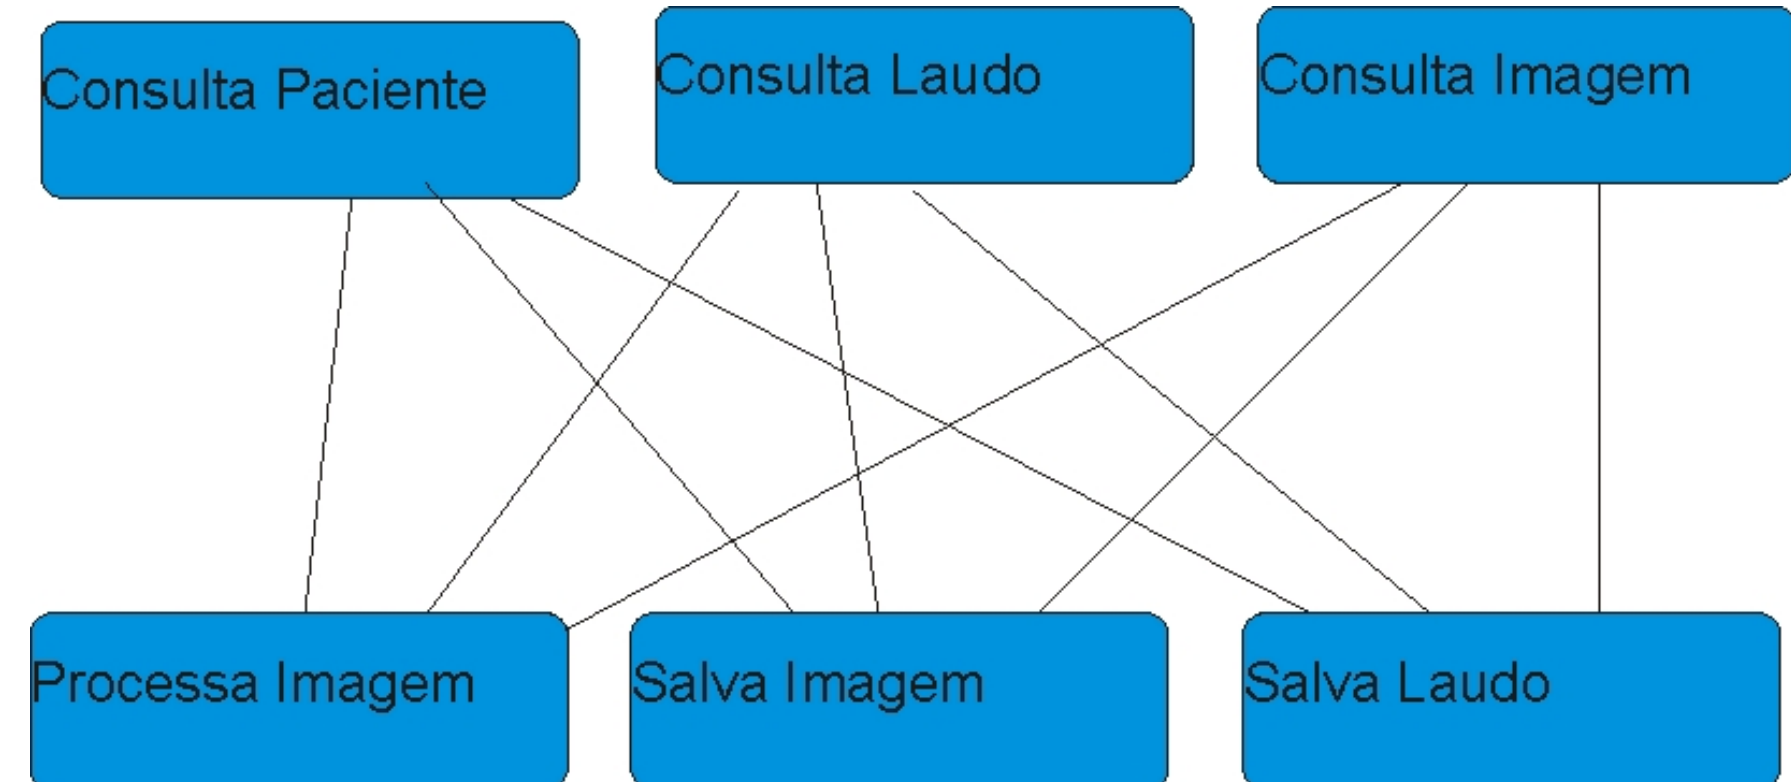 Consulta Paciente
Consulta Laudo
Consulta Imagem
Processa Imagem
Salva Imagem
Salva Laudo